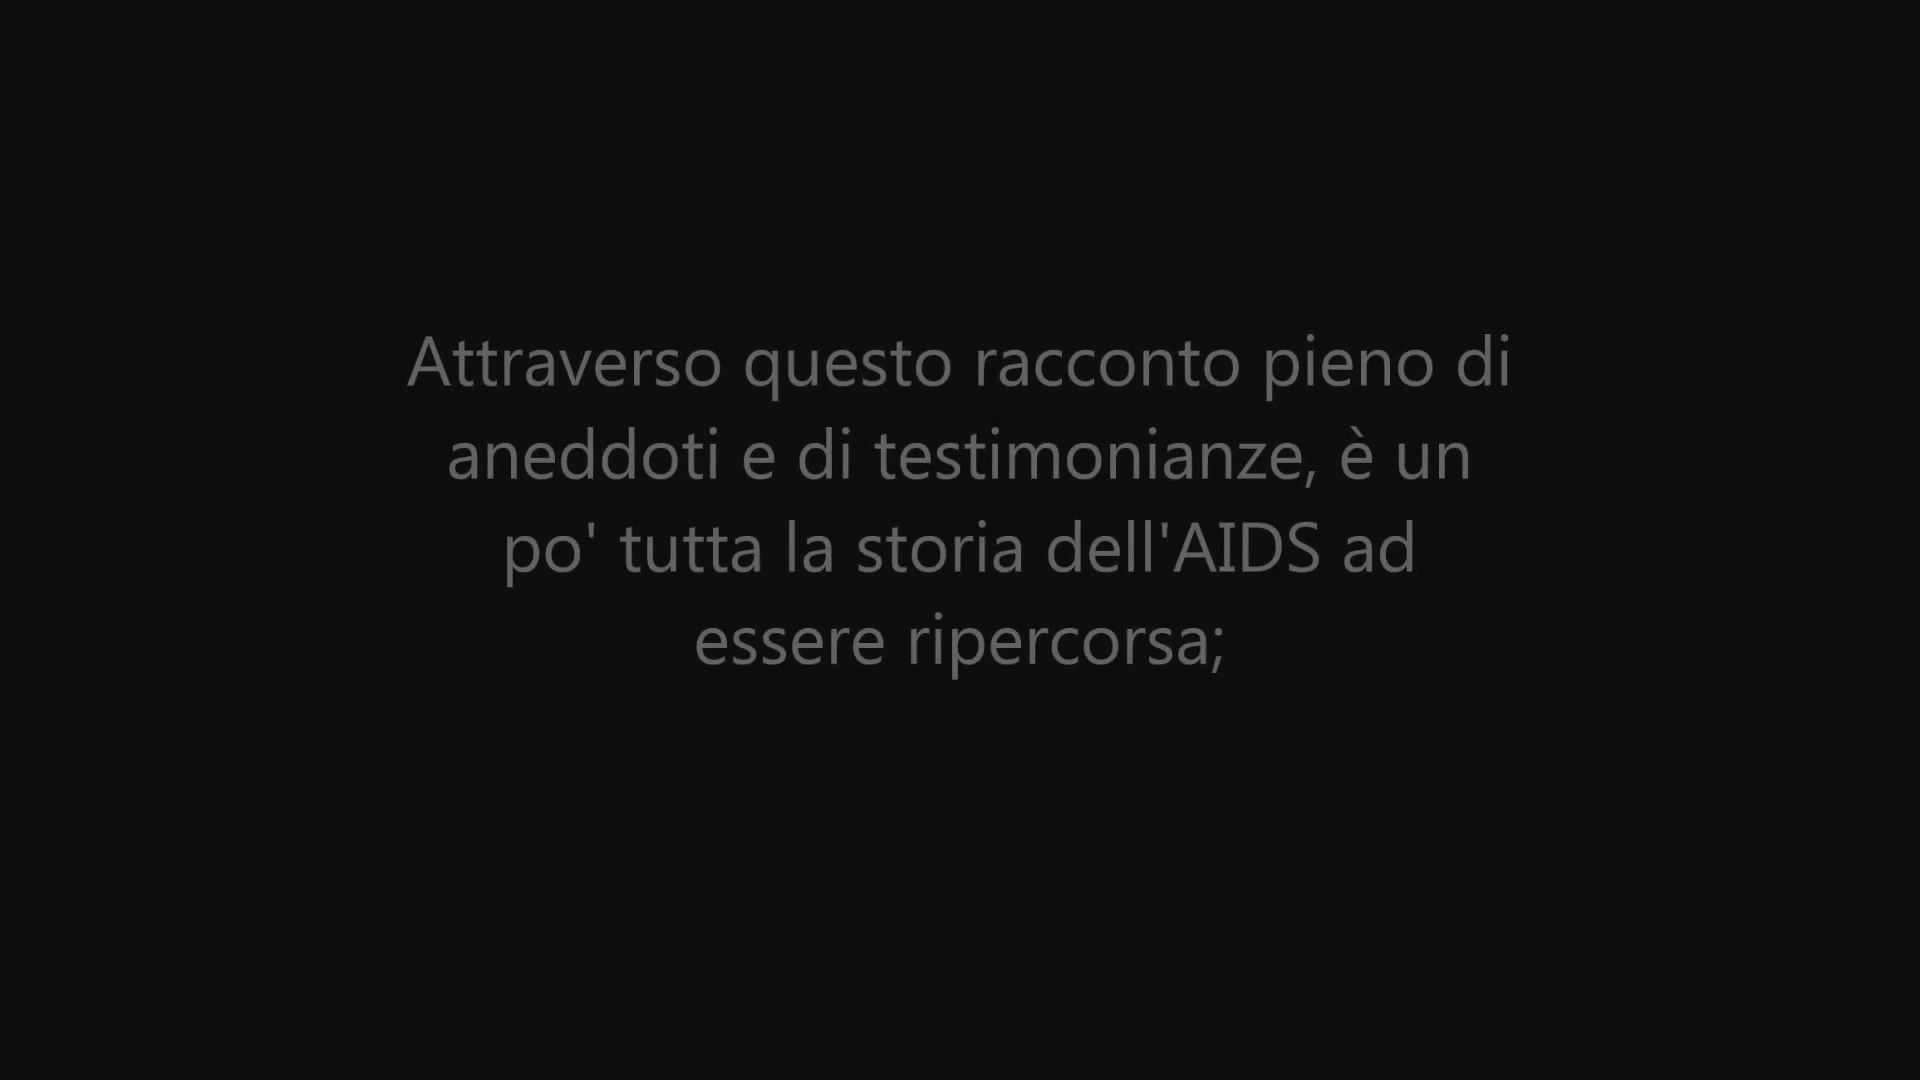 Attraverso questo racconto pieno di
aneddoti e di testimonianze, è un
po' tutta la storia dell'AIDS ad
essere ripercorsa;